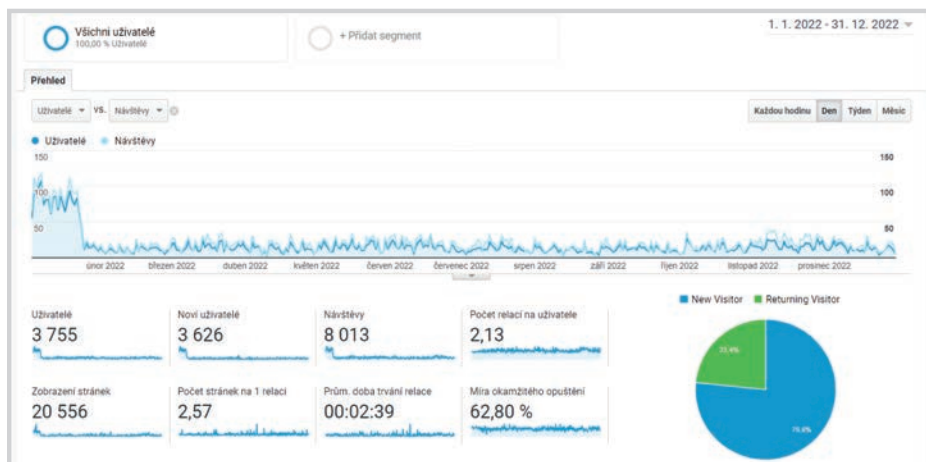 Všichni uživatelé
100,00 % Uživatelé
+ Přidat segment
1. 1. 2022 - 31. 12. 2022
Přehled
Uživatelé vs. Návštěvy
Každou hodinu Den Týden Měsíc
Uživatelé Návštěvy
150 150
100 100
50 50
únor 2022 březen 2022 duben 2022 květen 2022 červen 2022 červenec 2022 srpen 2022 září 2022 říjen 2022 listopad 2022 prosinec 2022
New Visitor Returning Visitor
Uživatelé Noví uživatelé Návštěvy Počet relací na uživatele
3 755 3 626 8 013 2,13
Zobrazení stránek Počet stránek na 1 relaci Prům. doba trvání relace Míra okamžitého opuštění
20 556 2,57 00:02:39 62,80 %